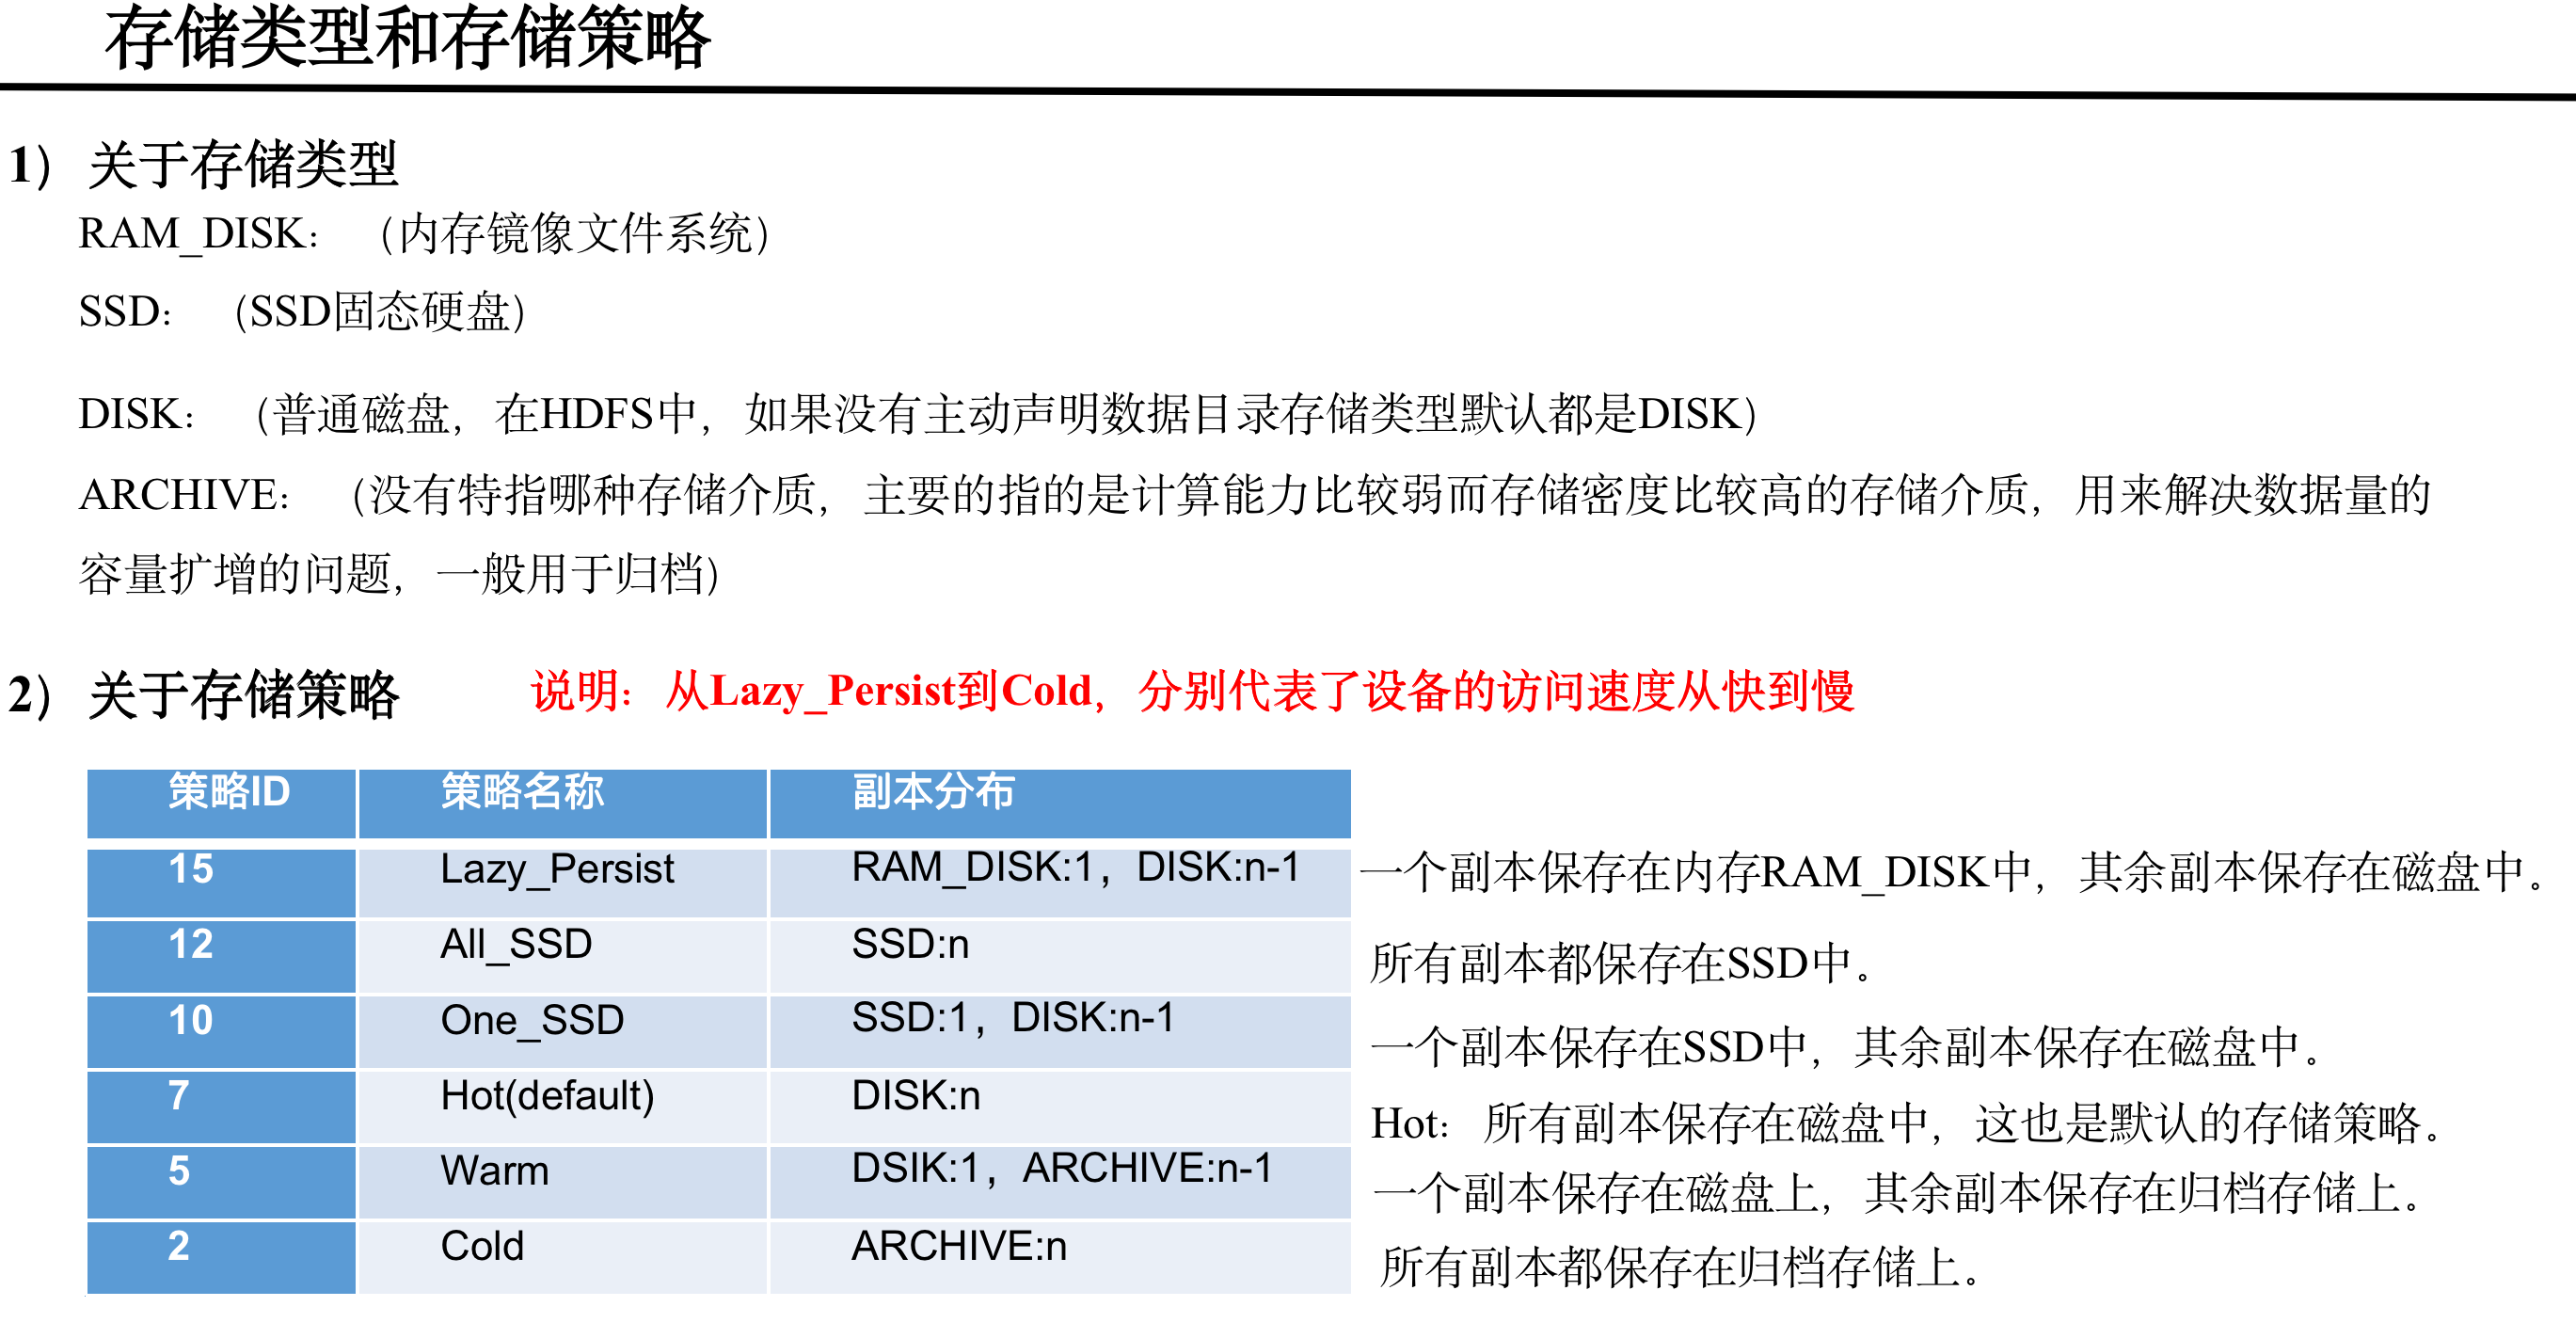 存储类型和存储策略
1）关于存储类型
RAM_DISK：（内存镜像文件系统）
SSD：（SSD固态硬盘）
DISK：（普通磁盘，在HDFS中，如果没有主动声明数据目录存储类型默认都是DISK）
ARCHIVE：（没有特指哪种存储介质，主要的指的是计算能力比较弱而存储密度比较高的存储介质，用来解决数据量的
容量扩增的问题，一般用于归档）
2）关于存储策略 说明：从Lazy_Persist到Cold，分别代表了设备的访问速度从快到慢
策略ID 策略名称 副本分布
15 Lazy_Persist RAM_DISK:1，DISK:n-1 一个副本保存在内存RAM_DISK中，其余副本保存在磁盘中。
12 All_SSD SSD:n 所有副本都保存在SSD中。
10 One_SSD SSD:1，DISK:n-1 一个副本保存在SSD中，其余副本保存在磁盘中。
7 Hot(default) DISK:n Hot：所有副本保存在磁盘中，这也是默认的存储策略。
5 Warm DSIK:1，ARCHIVE:n-1 一个副本保存在磁盘上，其余副本保存在归档存储上。
2 Cold ARCHIVE:n 所有副本都保存在归档存储上。